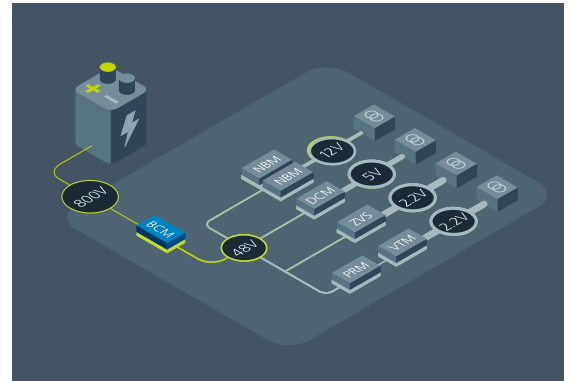 800V
BCM
48V
NBM
NBM
12V
DCM
5V
ZVS
2.2V
PRM
VTM
2.2V